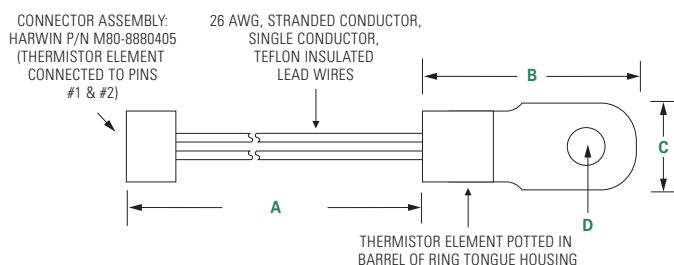 CONNECTOR ASSEMBLY:
HARWIN P/N M80-8880405
(THERMISTOR ELEMENT
CONNECTED TO PINS
#1 & #2)
26 AWG, STRANDED CONDUCTOR,
SINGLE CONDUCTOR,
TEFLON INSULATED
LEAD WIRES
B
C
A
D
THERMISTOR ELEMENT POTTED IN
BARREL OF RING TONGUE HOUSING